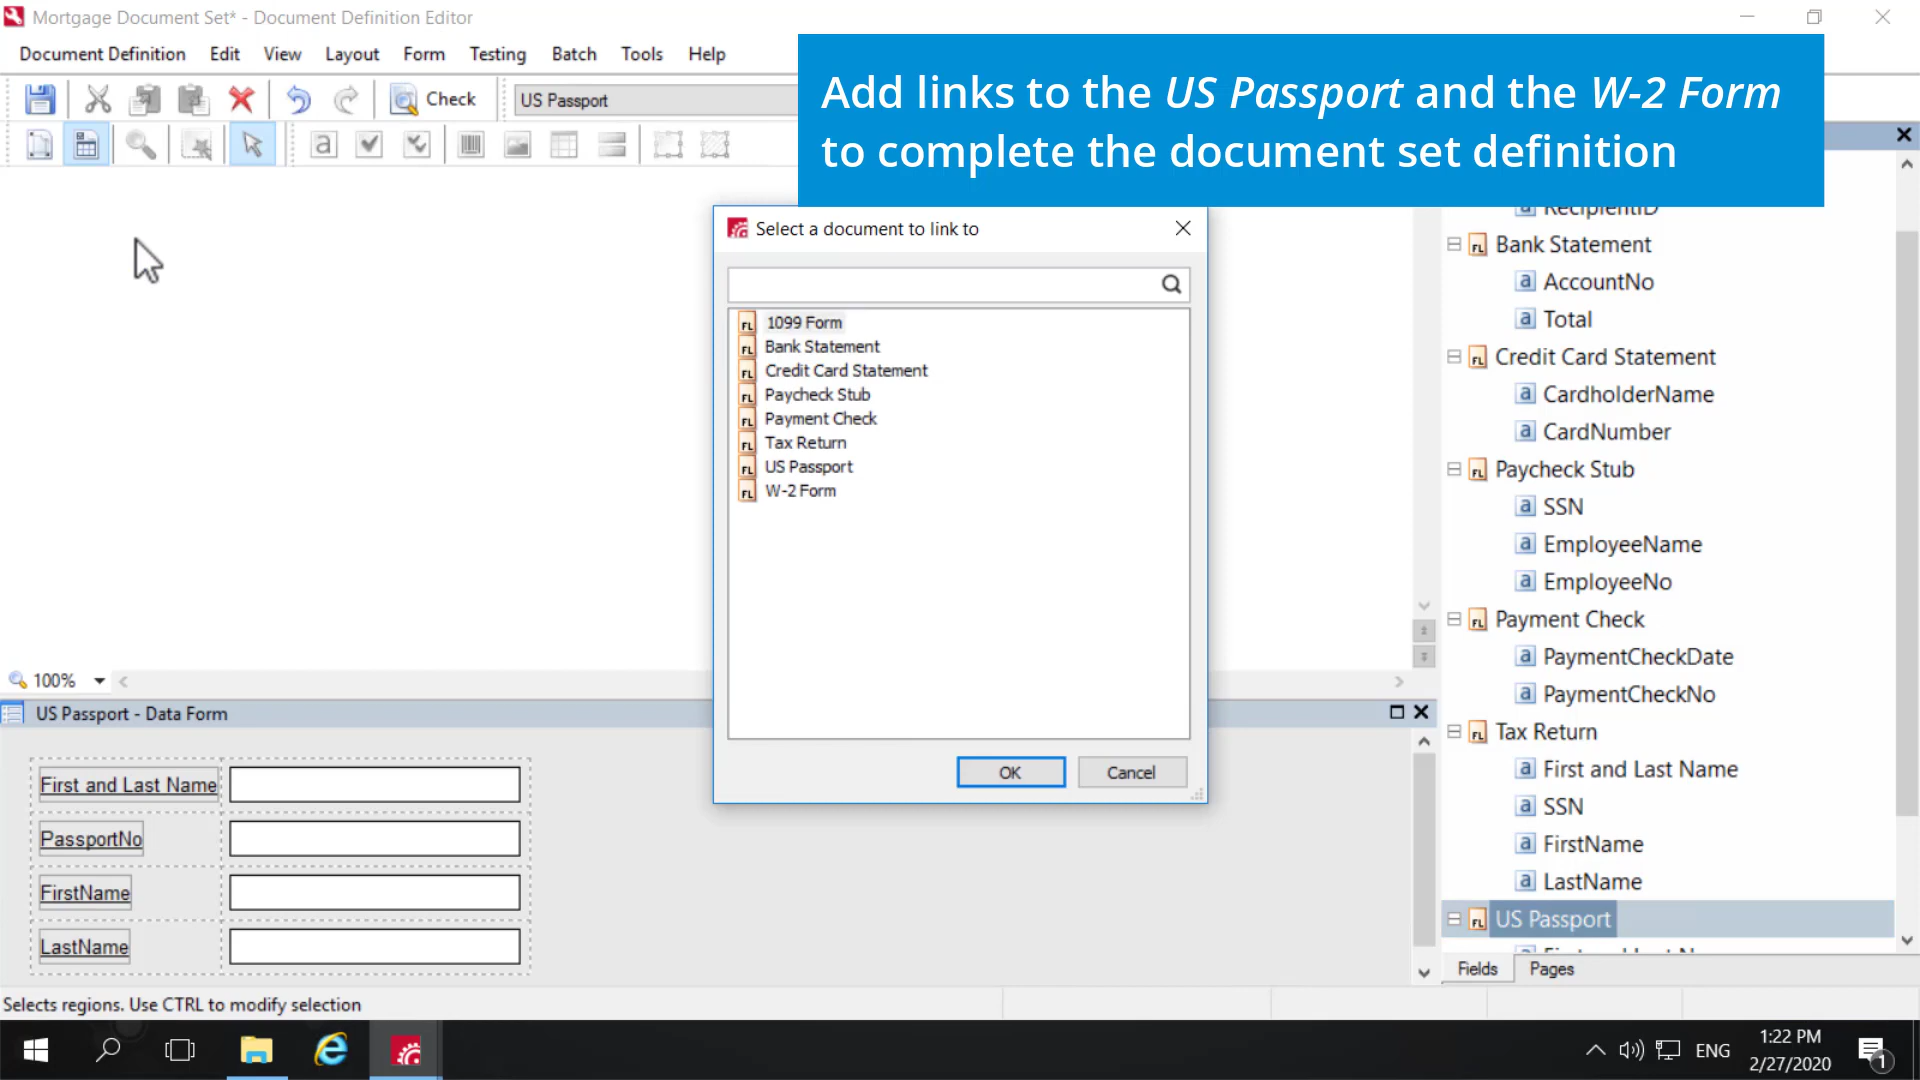 Mortgage Document Set* - Document Definition Editor
Document Definition Edit View Layout Form Testing Batch Tools Help
Add links to the US Passport and the W-2 Form
to complete the document set definition
Check
US Passport
Select a document to link to
1099 Form
Bank Statement
Credit Card Statement
Paycheck Stub
Payment Check
Tax Return
US Passport
W-2 Form
OK Cancel
RecipientID
Bank Statement
AccountNo
Total
Credit Card Statement
CardholderName
CardNumber
Paycheck Stub
SSN
EmployeeName
EmployeeNo
Payment Check
PaymentCheckDate
PaymentCheckNo
Tax Return
First and Last Name
SSN
FirstName
LastName
US Passport
Fields Pages
100%
US Passport - Data Form
First and Last Name
PassportNo
FirstName
LastName
Selects regions. Use CTRL to modify selection
ENG
1:22 PM
2/27/2020
1